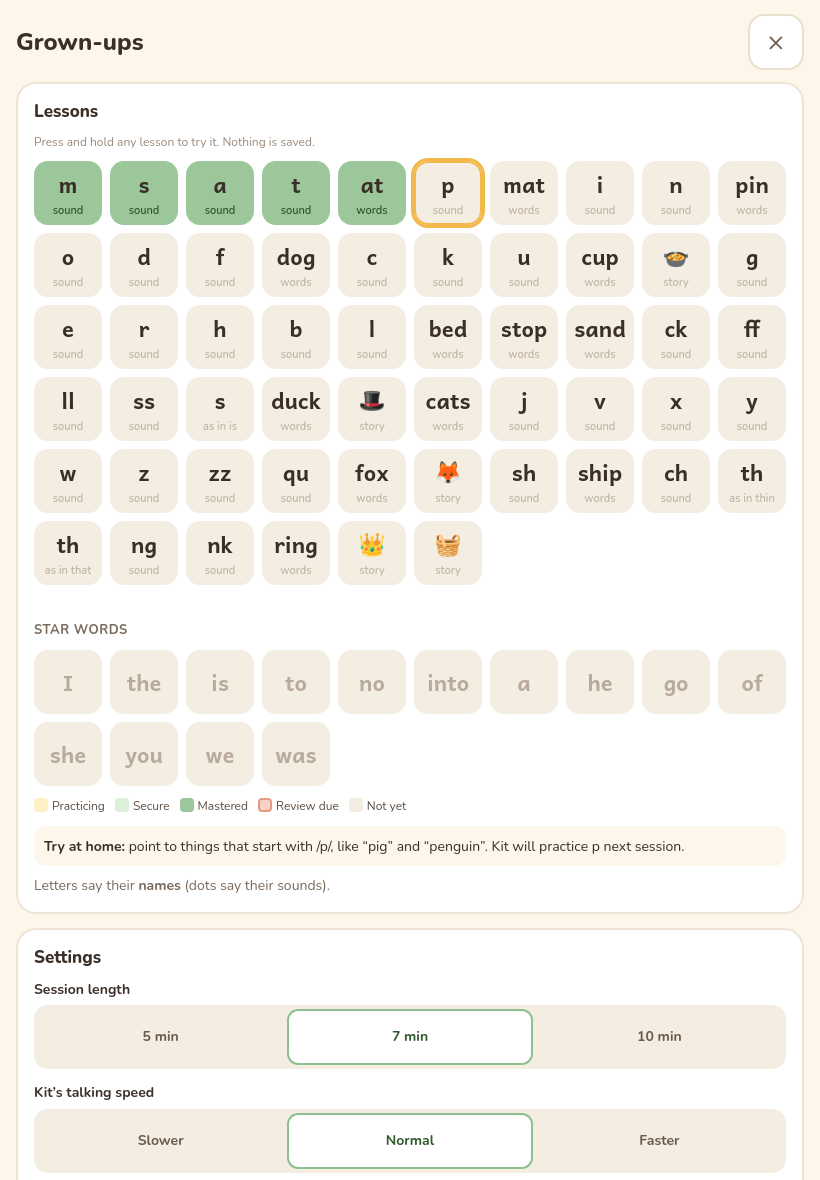 Grown-ups
Lessons
Press and hold any lesson to try it. Nothing is saved.
m s a t at p mat i n pin
sound sound sound sound words sound words sound sound words
o d f dog c k u cup g
sound sound sound words sound sound sound words story sound
e r h b l bed stop sand ck ff
sound sound sound sound sound words words words sound sound
ll ss s duck cats j v x y
sound sound as in is words story words sound sound sound sound
w z zz qu fox sh ship ch th
sound sound sound sound words story sound words sound as in thin
th ng nk ring
as in that sound sound words story story
STAR WORDS
I the is to no into a he go of
she you we was
Practicing Secure Mastered Review due Not yet
Try at home: point to things that start with /p/, like “pig” and “penguin”. Kit will practice p next session.
Letters say their names (dots say their sounds).
Settings
Session length
5 min 7 min 10 min
Kit’s talking speed
Slower Normal Faster